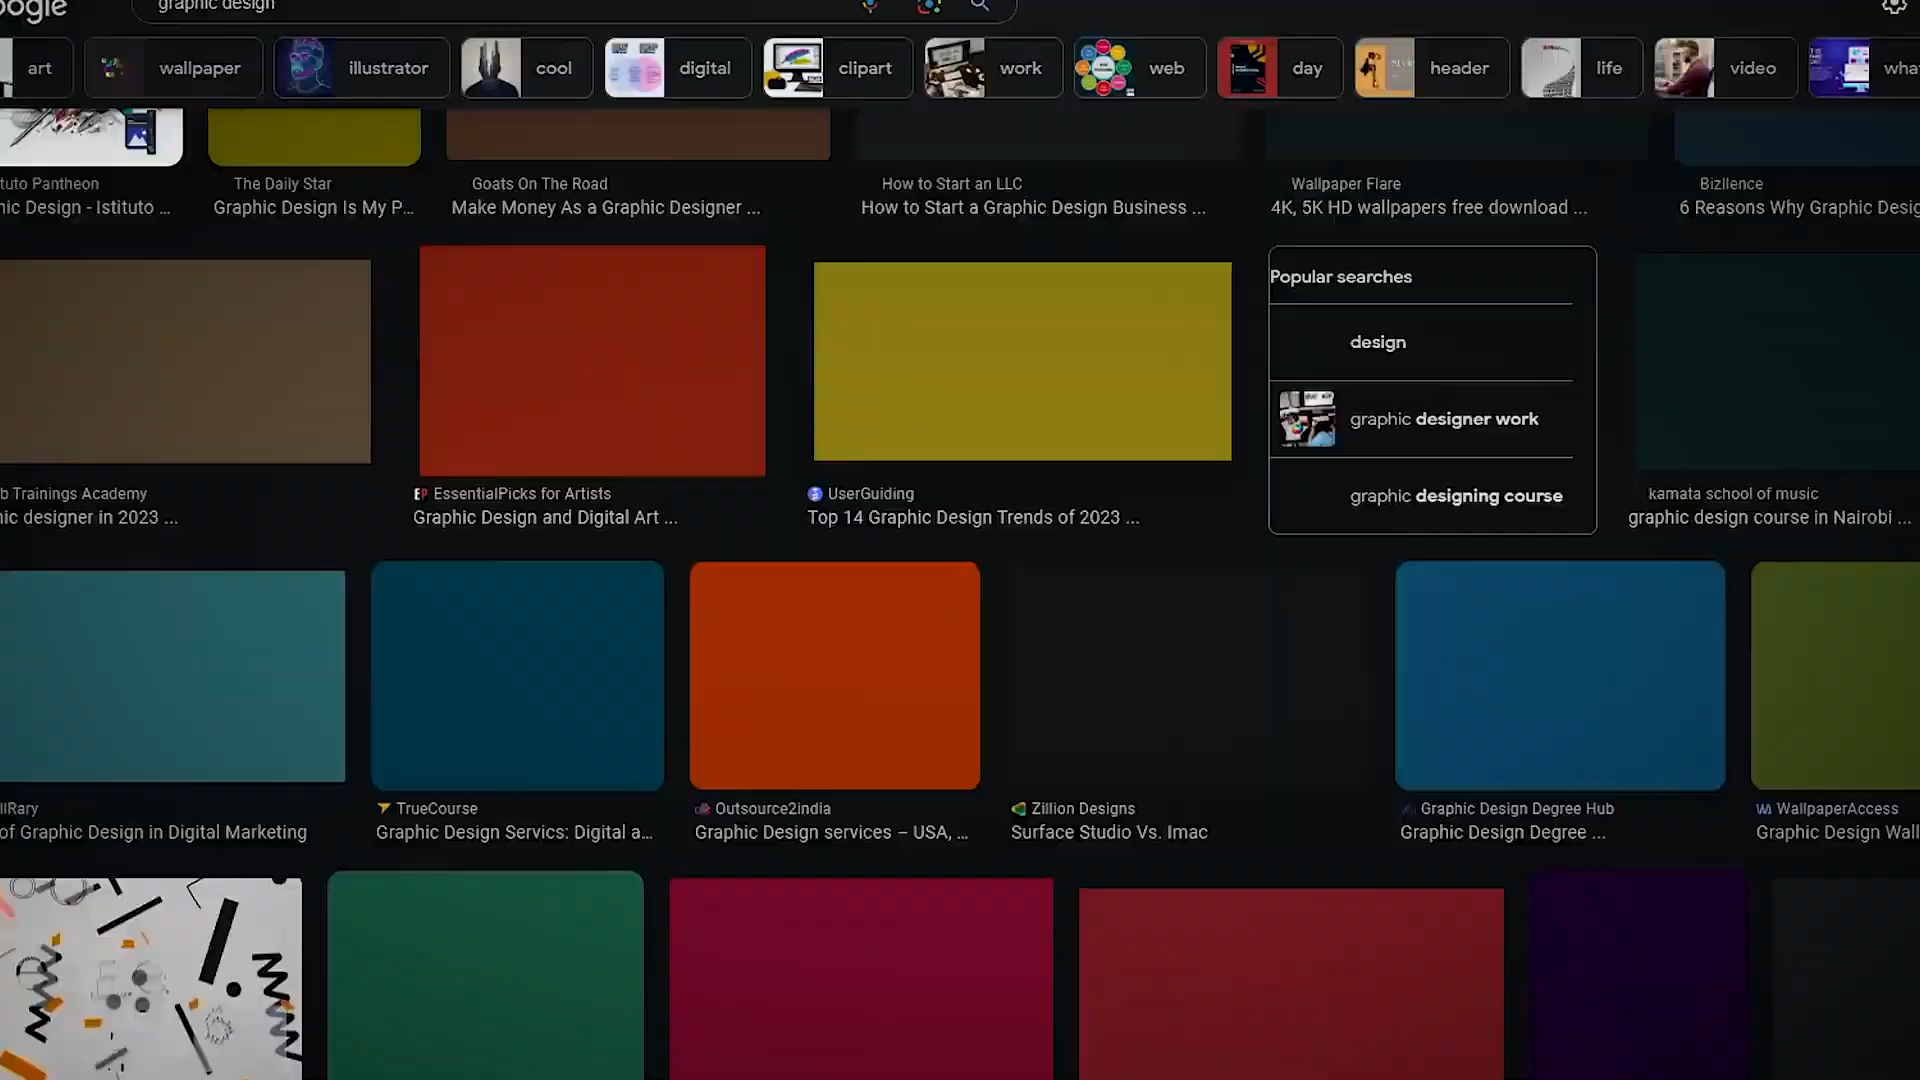 oogle
graphic design
art
wallpaper
illustrator
cool
digital
clipart
work
web
day
header
life
video
wha
tuto Pantheon
The Daily Star
Goats On The Road
How to Start an LLC
Wallpaper Flare
Bizllence
ic Design - Istituto ...
Graphic Design Is My P...
Make Money As a Graphic Designer ...
How to Start a Graphic Design Business ...
4K, 5K HD wallpapers free download ...
6 Reasons Why Graphic Desig
Popular searches
design
graphic designer work
graphic designing course
b Trainings Academy
EssentialPicks for Artists
UserGuiding
kamata school of music
ic designer in 2023 ...
Graphic Design and Digital Art ...
Top 14 Graphic Design Trends of 2023 ...
graphic design course in Nairobi ...
llRary
TrueCourse
Outsource2india
Zillion Designs
Graphic Design Degree Hub
WallpaperAccess
of Graphic Design in Digital Marketing
Graphic Design Servics: Digital a...
Graphic Design services – USA, ...
Surface Studio Vs. Imac
Graphic Design Degree ...
Graphic Design Wall